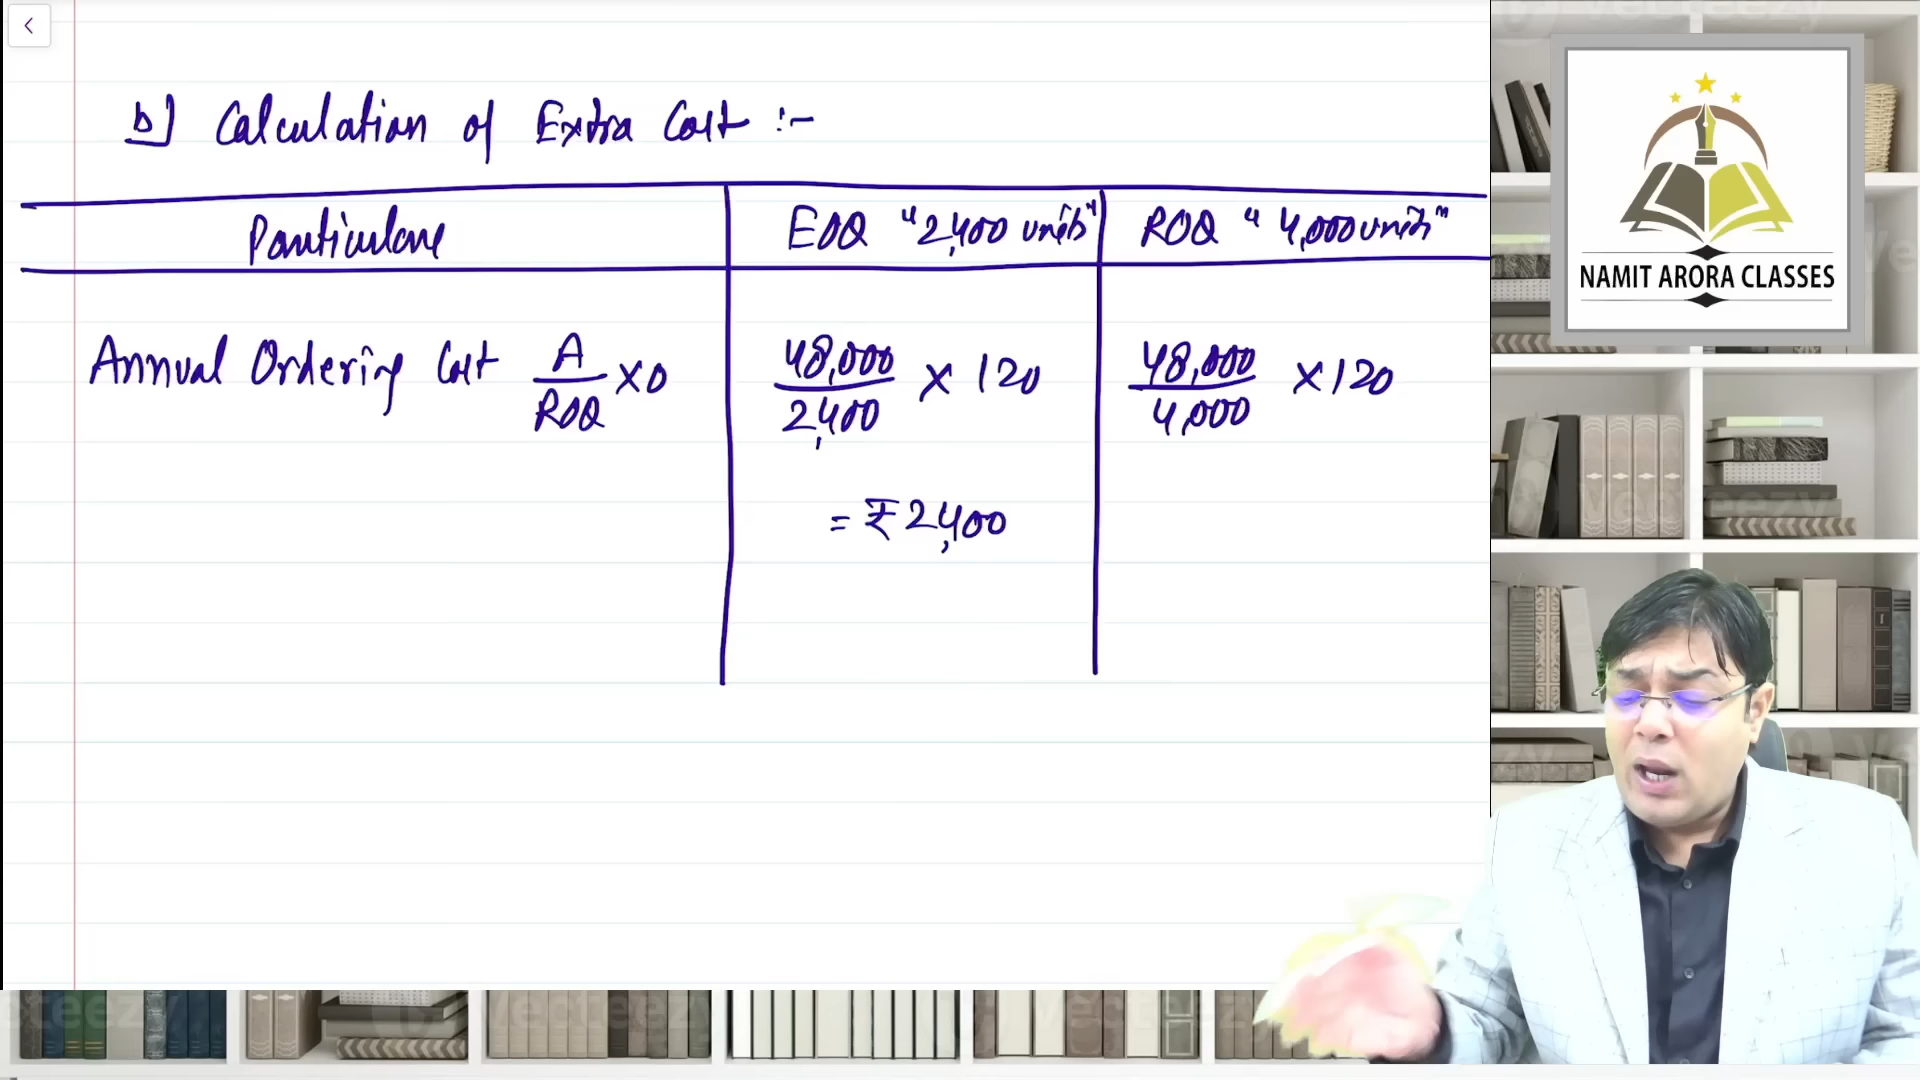 b] Calculation of Extra Cost :-
Particulars
EOQ "2,400 units"
ROQ "4,000 units"
Annual Ordering Cost A/ROQ × O
48,000/2,400 × 120
48,000/4,000 × 120
= ₹2,400
NAMIT ARORA CLASSES